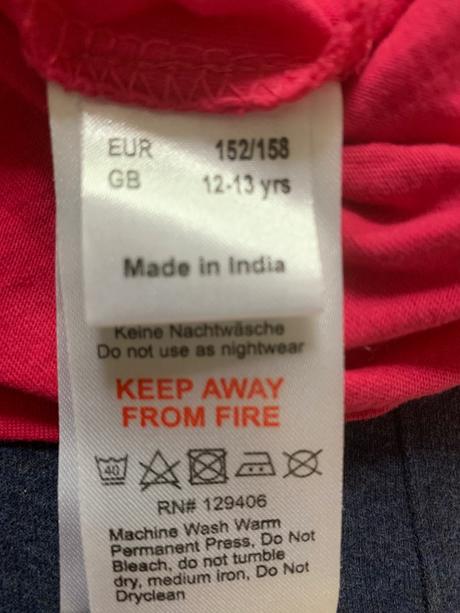 EUR 152/158
GB 12-13 yrs
Made in India
Keine Nachtwäsche
Do not use as nightwear
KEEP AWAY
FROM FIRE
40
RN# 129406
Machine Wash Warm
Permanent Press, Do Not
Bleach, do not tumble
dry, medium iron, Do Not
Dryclean